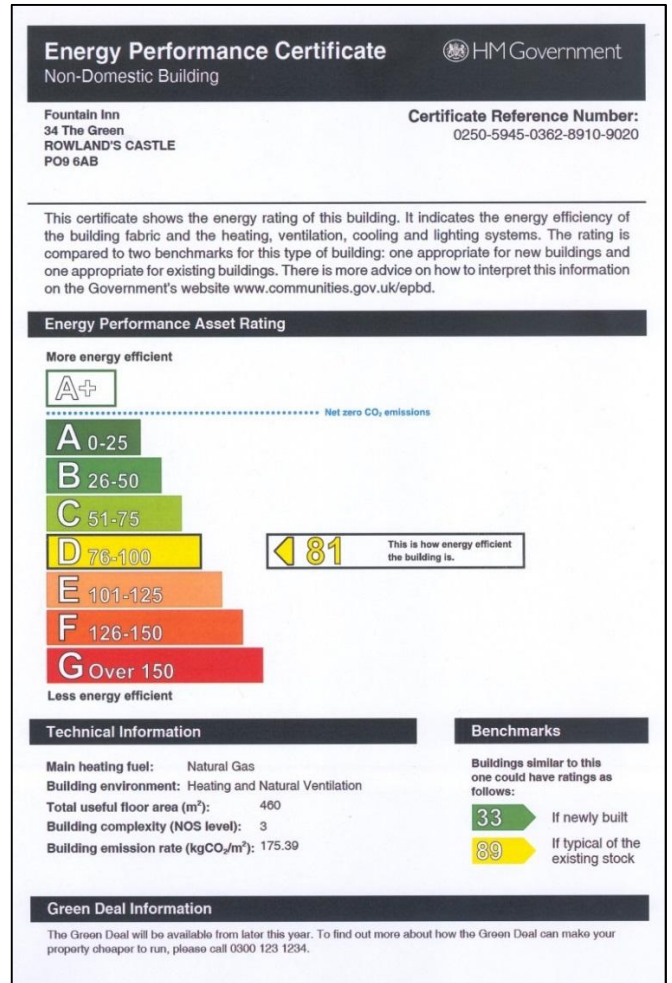 Energy Performance Certificate
HM Government
Non-Domestic Building
Fountain Inn
34 The Green
ROWLAND'S CASTLE
PO9 6AB
Certificate Reference Number:
0250-5945-0362-8910-9020
This certificate shows the energy rating of this building. It indicates the energy efficiency of
the building fabric and the heating, ventilation, cooling and lighting systems. The rating is
compared to two benchmarks for this type of building: one appropriate for new buildings and
one appropriate for existing buildings. There is more advice on how to interpret this information
on the Government's website www.communities.gov.uk/epbd.
Energy Performance Asset Rating
More energy efficient
A+
Net zero CO₂ emissions
A 0-25
B 26-50
C 51-75
D 76-100
81
This is how energy efficient
the building is.
E 101-125
F 126-150
G Over 150
Less energy efficient
Technical Information
Main heating fuel: Natural Gas
Building environment: Heating and Natural Ventilation
Total useful floor area (m²): 460
Building complexity (NOS level): 3
Building emission rate (kgCO₂/m²): 175.39
Benchmarks
Buildings similar to this
one could have ratings as
follows:
33 If newly built
89 If typical of the
existing stock
Green Deal Information
The Green Deal will be available from later this year. To find out more about how the Green Deal can make your
property cheaper to run, please call 0300 123 1234.